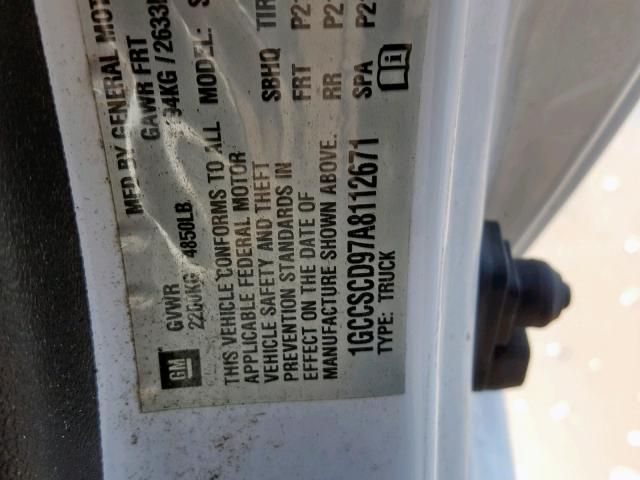 MFD BY GENERAL MOT
GVWR GAWR FRT
2200KG 4850LB 94KG / 2633
GM
THIS VEHICLE CONFORMS TO ALL MODEL: S
APPLICABLE FEDERAL MOTOR
VEHICLE SAFETY AND THEFT SBHQ TIR
PREVENTION STANDARDS IN
EFFECT ON THE DATE OF FRT P2
MANUFACTURE SHOWN ABOVE. RR P2
1GCCSCD97A8112671 SPA P2
TYPE: TRUCK